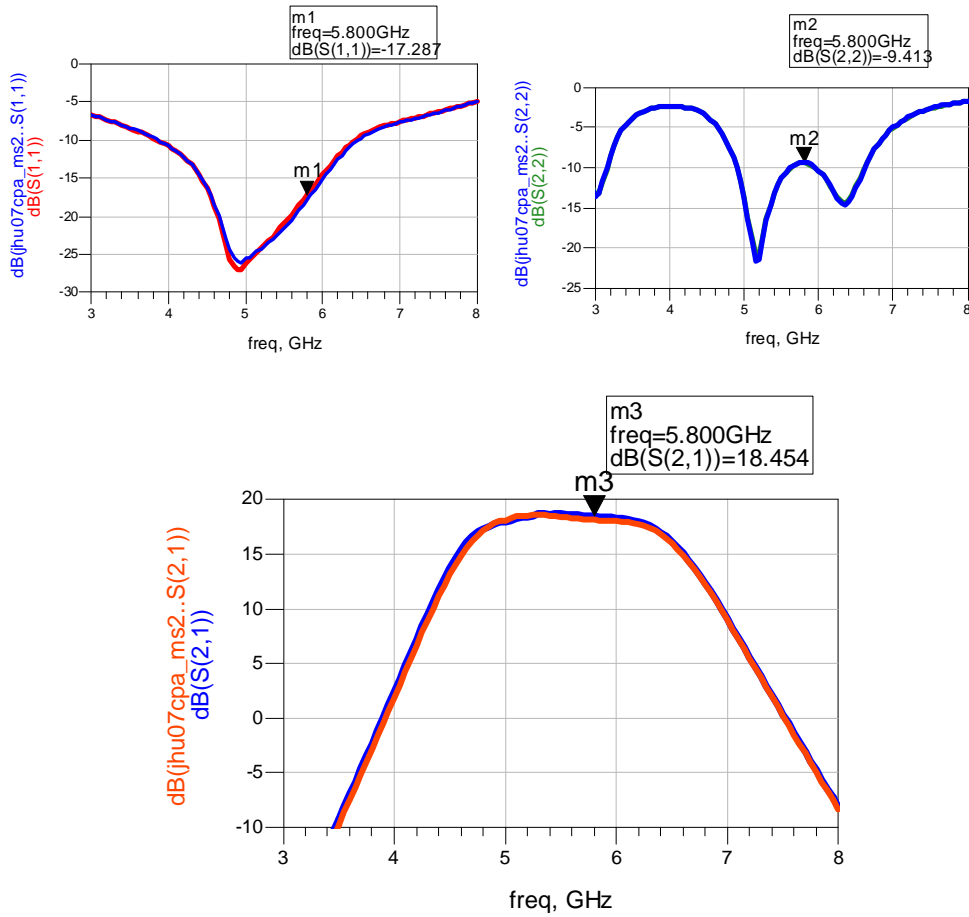 m1
freq=5.800GHz
dB(S(1,1))=-17.287
m2
freq=5.800GHz
dB(S(2,2))=-9.413
dB(jhu07cpa_ms2..S(1,1))
dB(S(1,1))
0
-5
-10
-15
-20
-25
-30
m1
3
4
5
6
7
8
freq, GHz
dB(jhu07cpa_ms2..S(2,2))
dB(S(2,2))
0
-5
-10
-15
-20
-25
m2
3
4
5
6
7
8
freq, GHz
m3
freq=5.800GHz
dB(S(2,1))=18.454
dB(jhu07cpa_ms2..S(2,1))
dB(S(2,1))
20
15
10
5
0
-5
-10
m3
3
4
5
6
7
8
freq, GHz